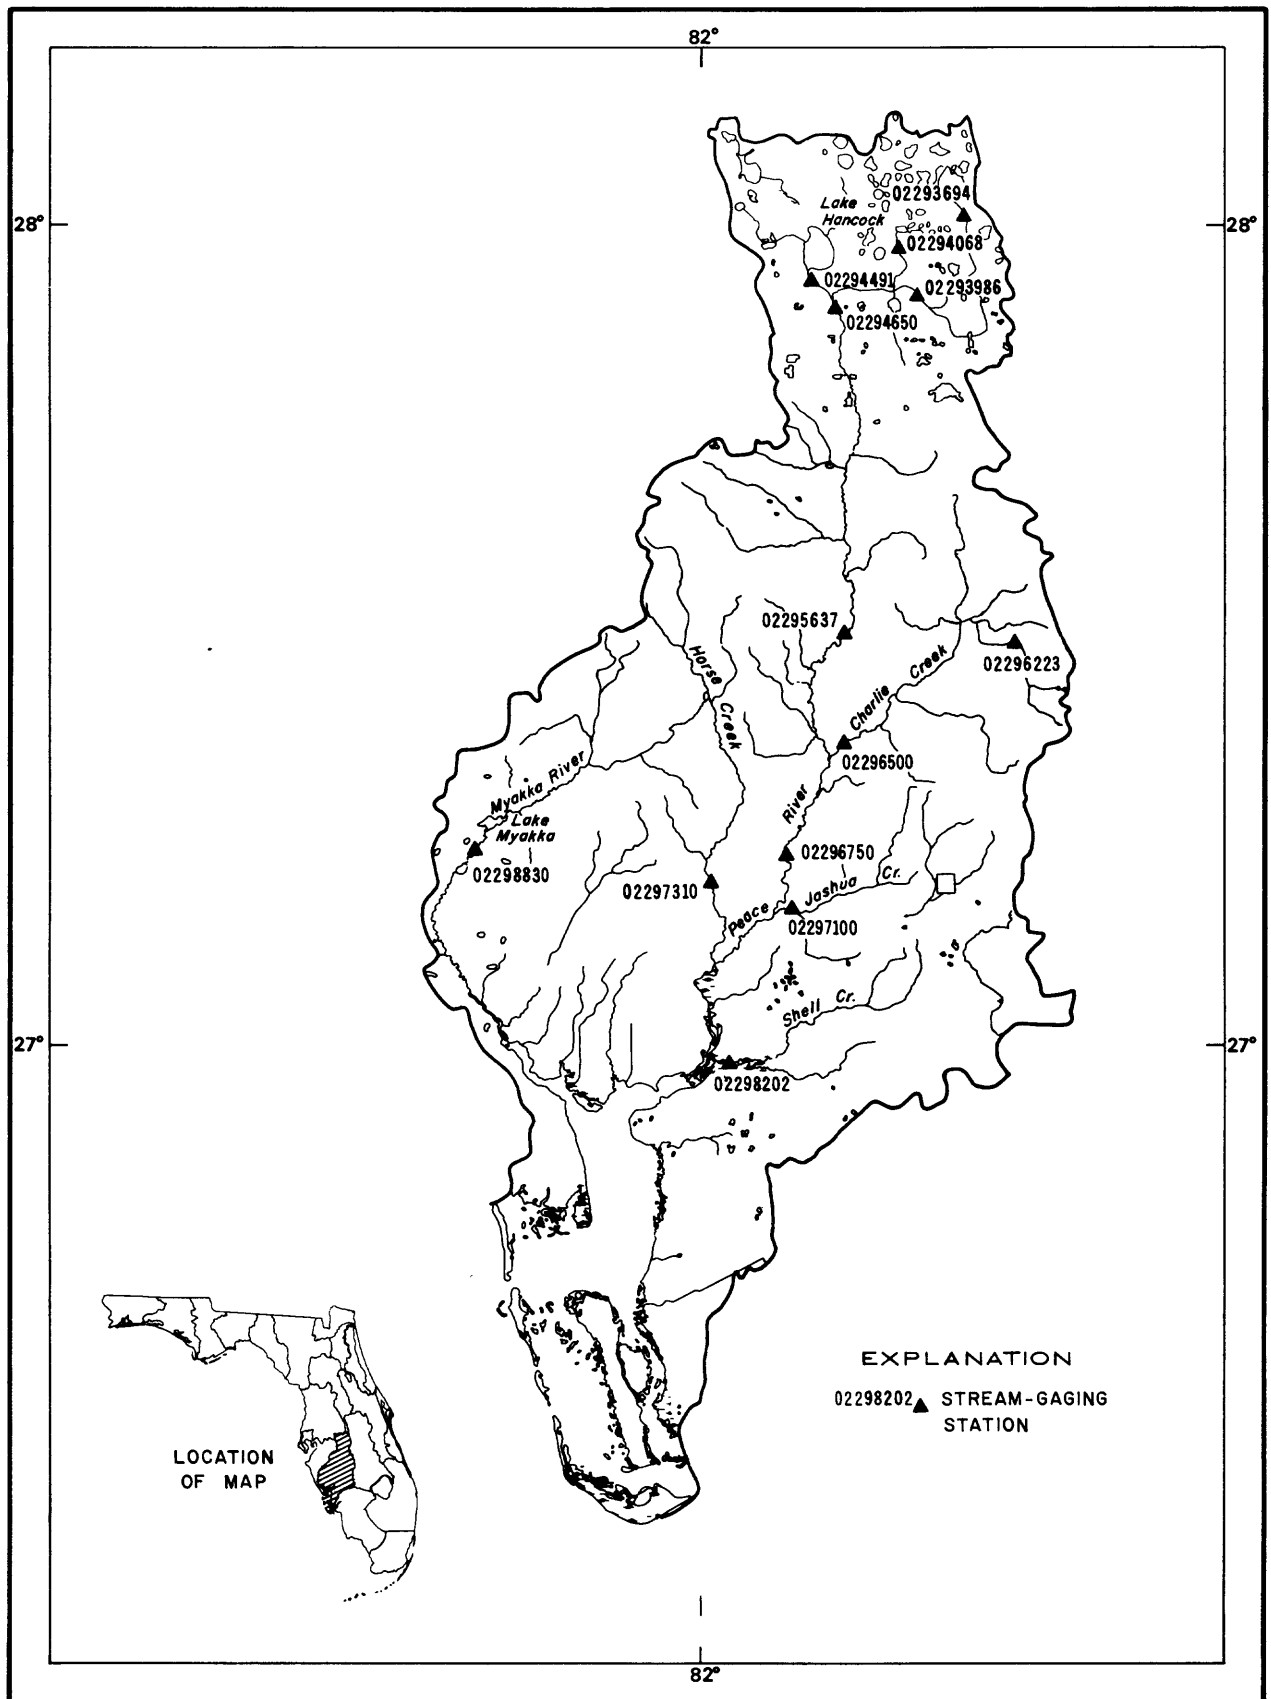 82°
02293694
Lake
Hancock
28°
28°
02294068
02294491
02293986
02294650
02295637
Horse
Creek
02296223
Charlie Creek
02296500
Myakka River
River
Lake
Myakka
02296750
02298830
02297310
Jashua Cr.
Peace
02297100
Shell Cr.
27°
27°
02298202
EXPLANATION
02298202 STREAM-GAGING
STATION
LOCATION
OF MAP
82°